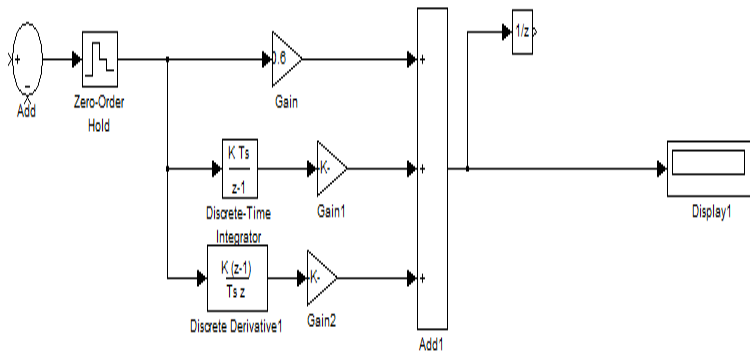 +
−
Add
Zero-Order
Hold
0.6
Gain
K Ts
z-1
Discrete-Time
Integrator
-K-
Gain1
K (z-1)
Ts z
Discrete Derivative1
-K-
Gain2
+
+
+
Add1
1/z
Display1